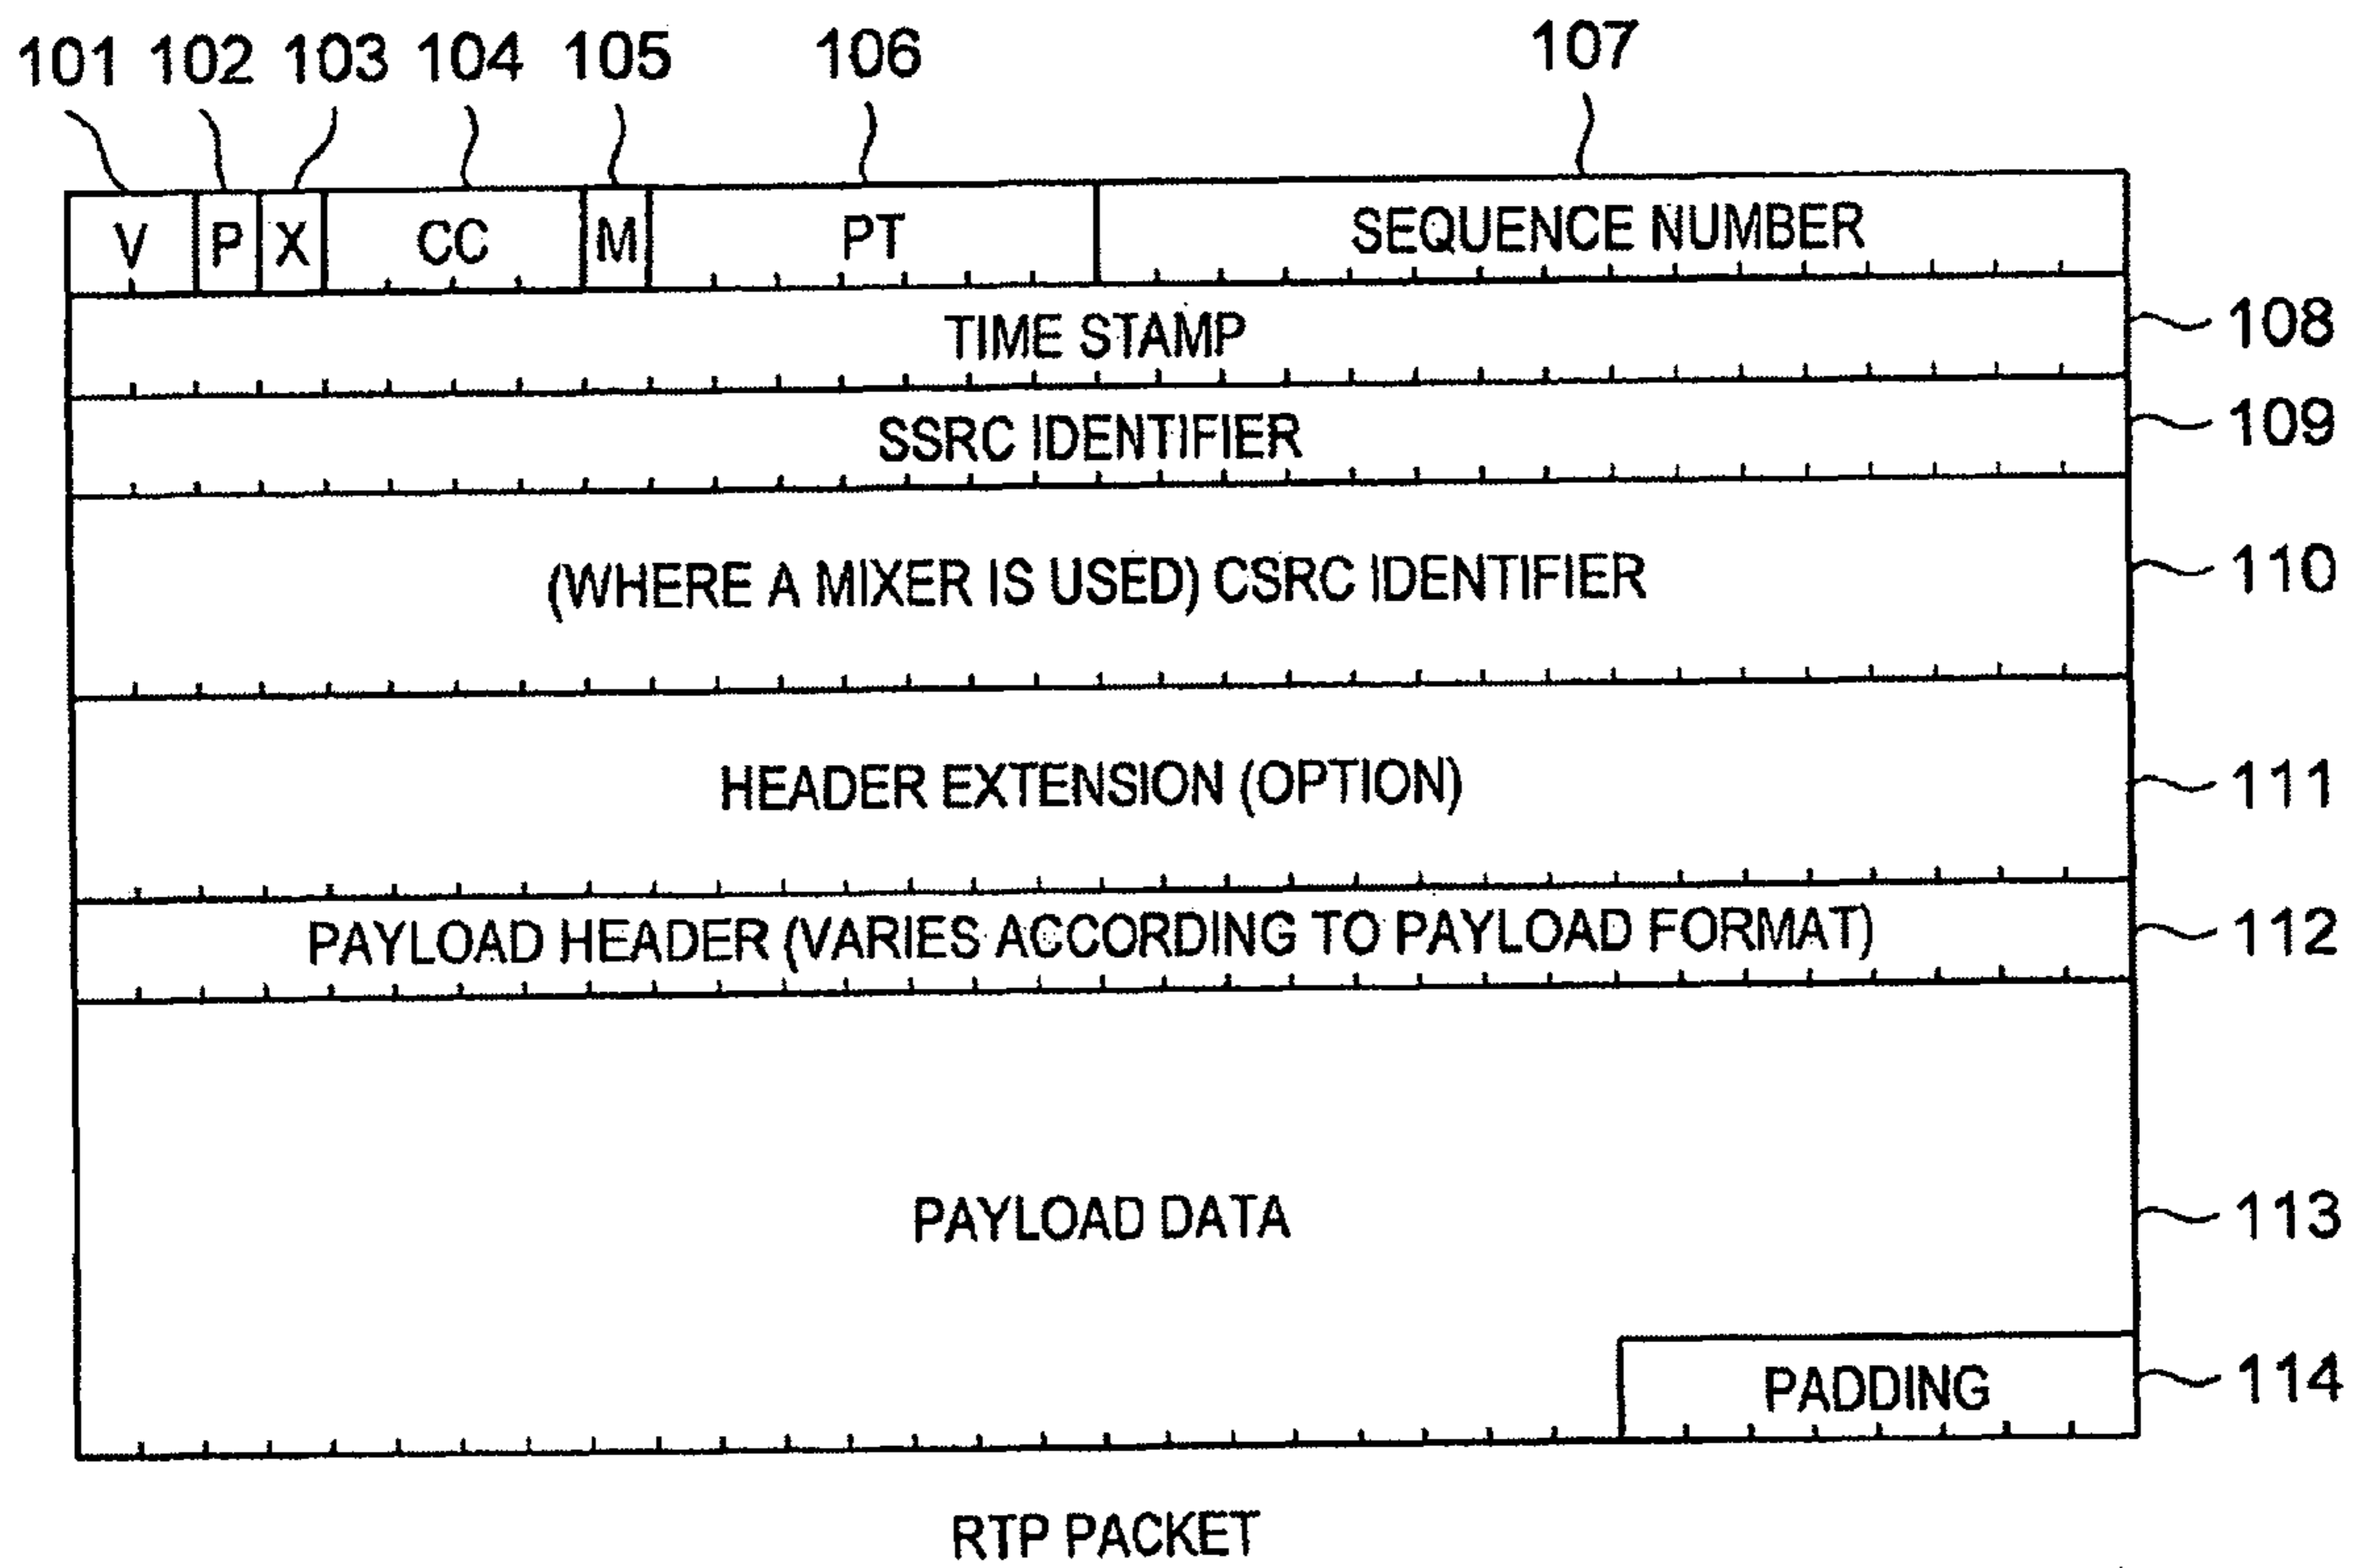 101 102 103 104 105 106 107
V P X CC M PT SEQUENCE NUMBER
TIME STAMP 108
SSRC IDENTIFIER 109
(WHERE A MIXER IS USED) CSRC IDENTIFIER 110
HEADER EXTENSION (OPTION) 111
PAYLOAD HEADER (VARIES ACCORDING TO PAYLOAD FORMAT) 112
PAYLOAD DATA 113
PADDING 114
RTP PACKET